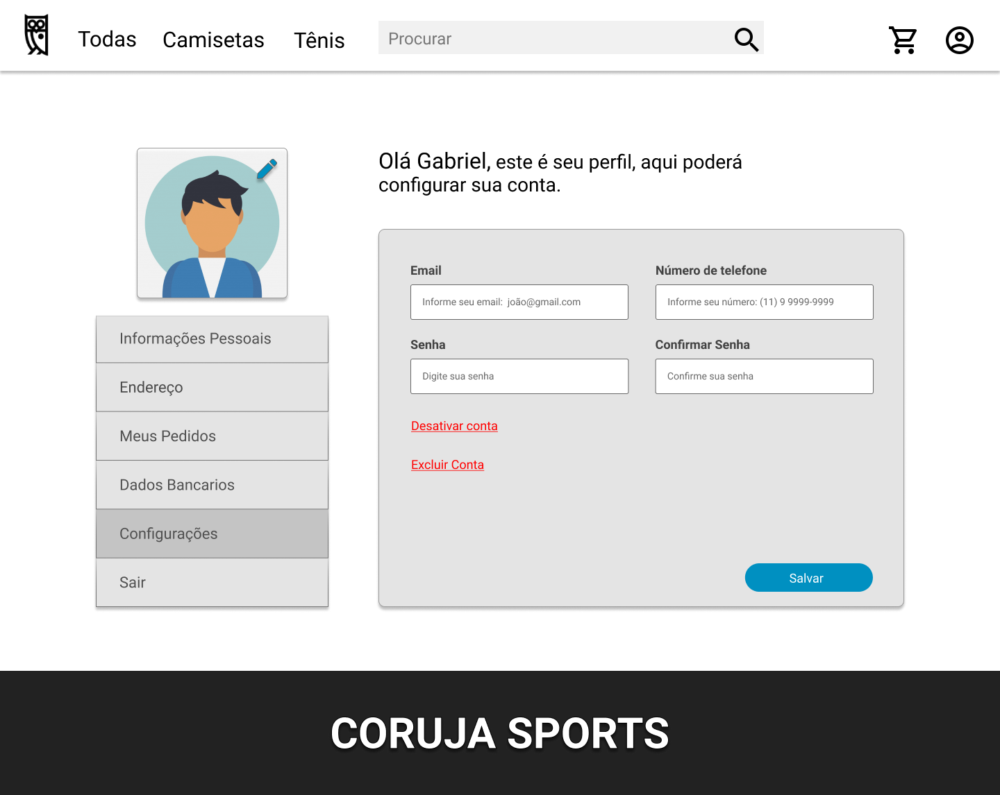 Todas
Camisetas
Tênis
Procurar
Olá Gabriel, este é seu perfil, aqui poderá
configurar sua conta.
Informações Pessoais
Endereço
Meus Pedidos
Dados Bancarios
Configurações
Sair
Email
Número de telefone
Informe seu email: joão@gmail.com
Informe seu número: (11) 9 9999-9999
Senha
Confirmar Senha
Digite sua senha
Confirme sua senha
Desativar conta
Excluir Conta
Salvar
CORUJA SPORTS